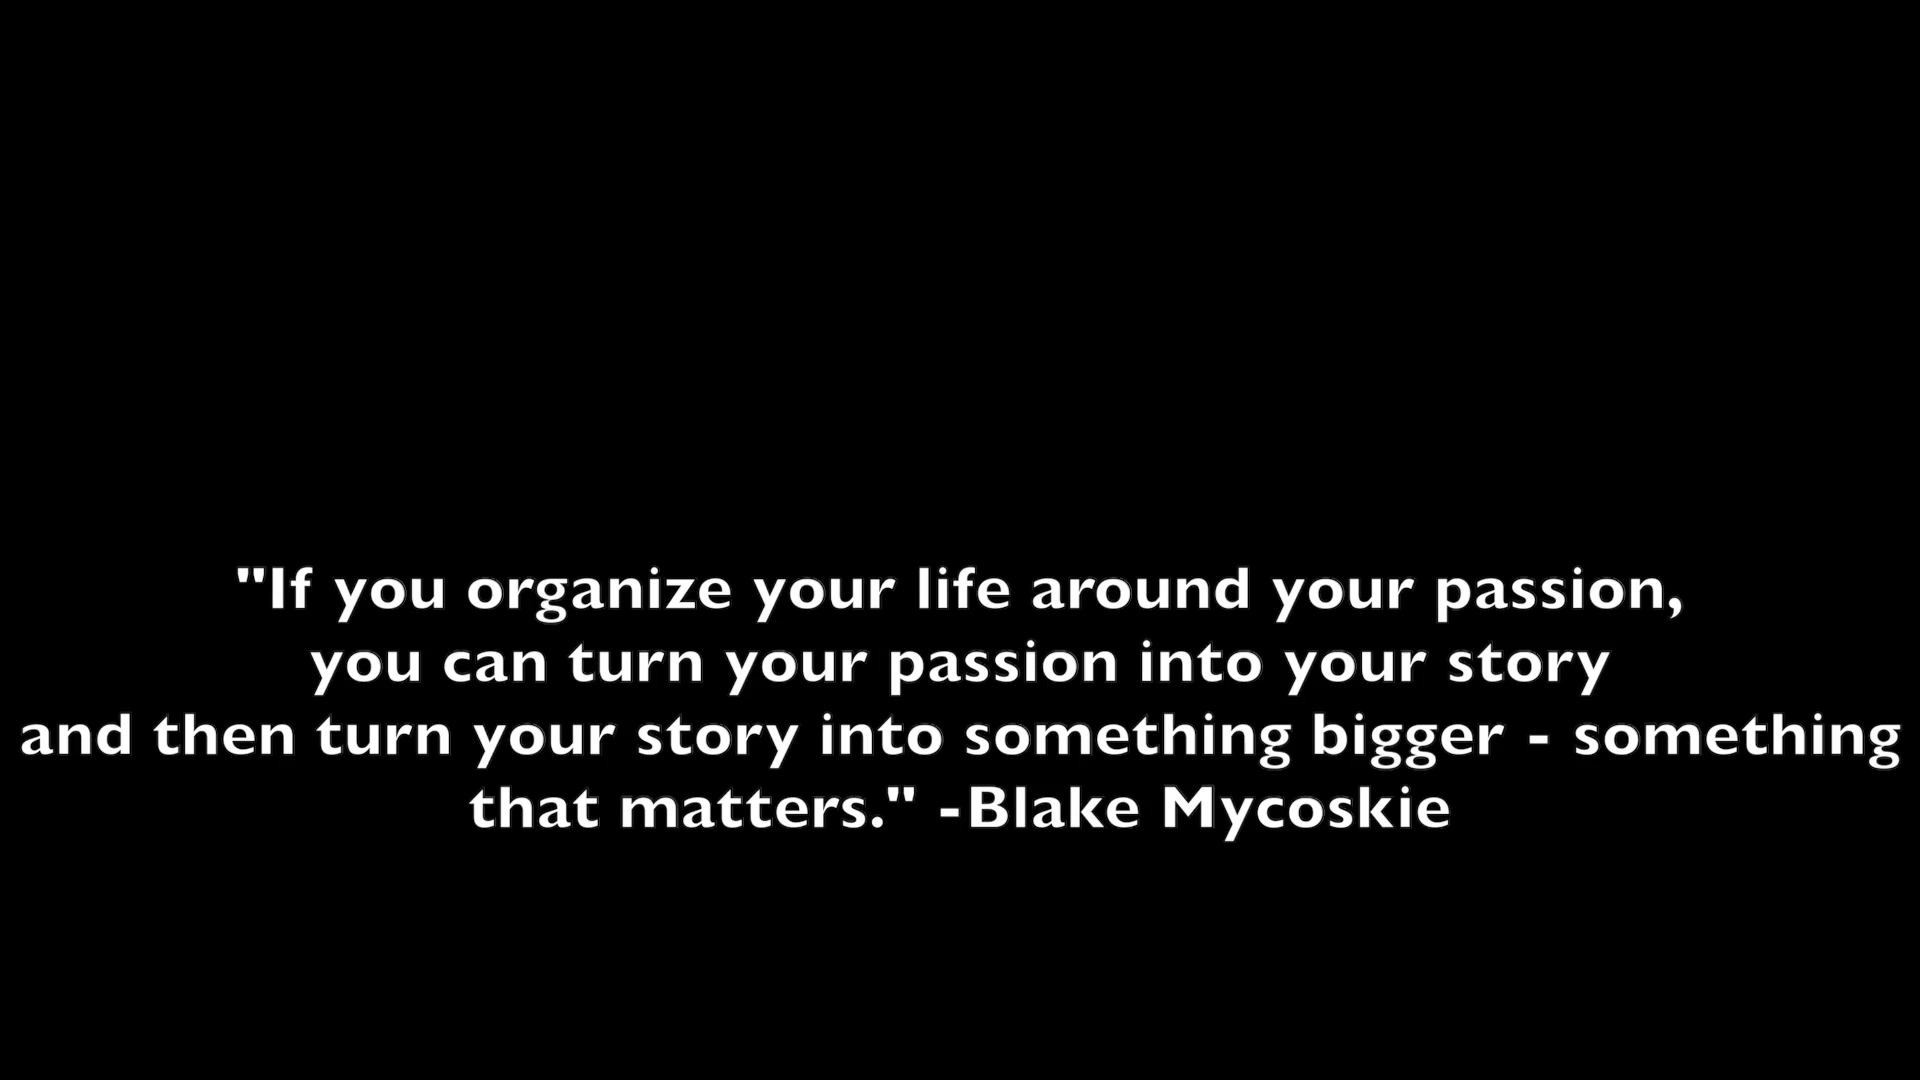 "If you organize your life around your passion,
you can turn your passion into your story
and then turn your story into something bigger - something
that matters." -Blake Mycoskie